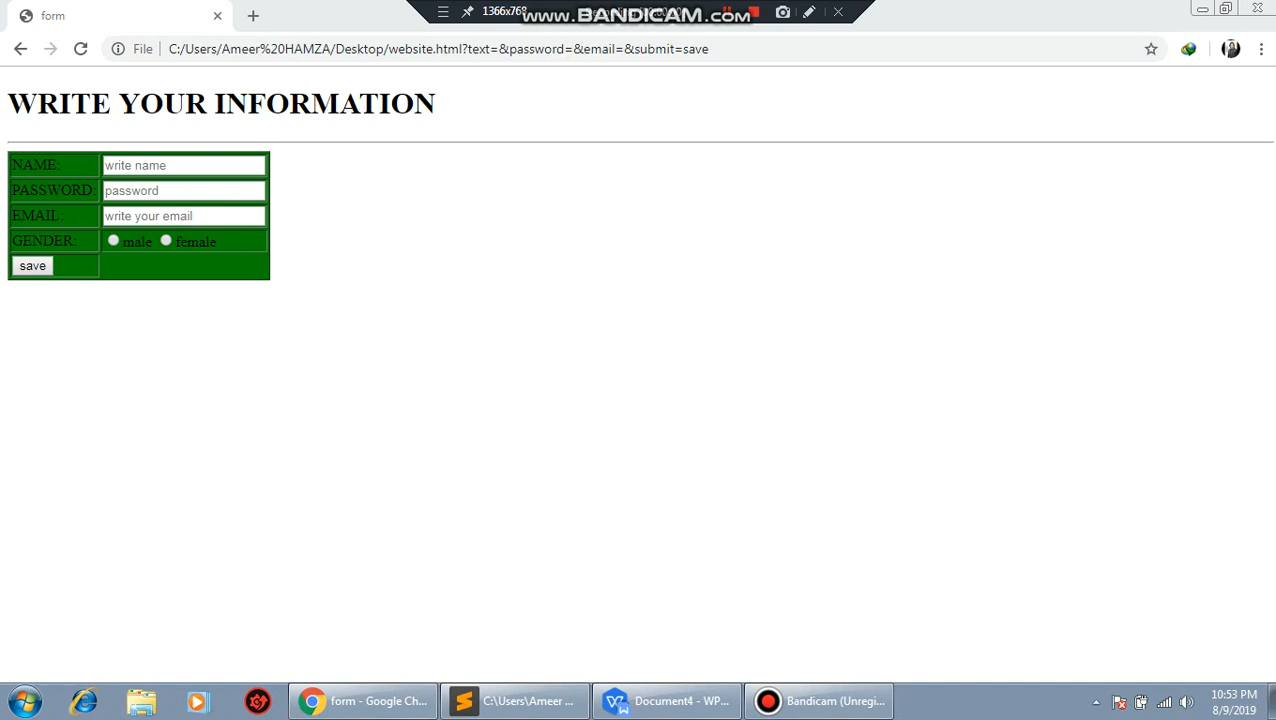 form
1366x768
www.BANDICAM.com
File
C:/Users/Ameer%20HAMZA/Desktop/website.html?text=&password=&email=&submit=save
WRITE YOUR INFORMATION
NAME: write name
PASSWORD: password
EMAIL: write your email
GENDER: male female
save
form - Google Ch...
C:\Users\Ameer ...
Document4 - WP...
Bandicam (Unregi...
10:53 PM
8/9/2019